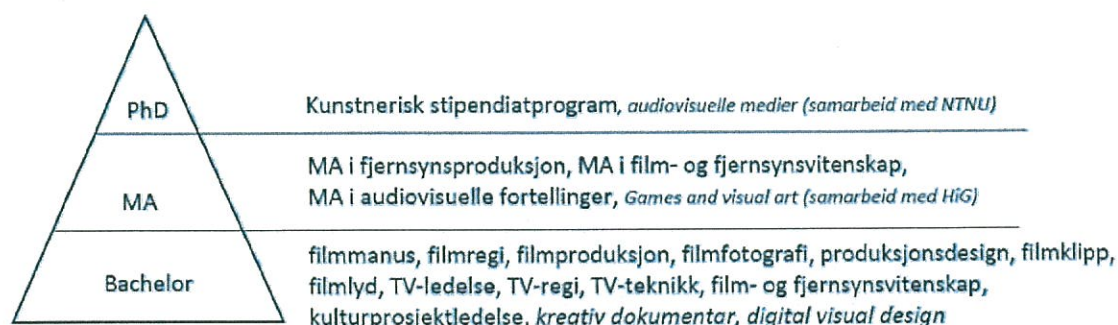 PhD
Kunstnerisk stipendiatprogram, audiovisuelle medier (samarbeid med NTNU)
MA i fjernsynsproduksjon, MA i film- og fjernsynsvitenskap,
MA
MA i audiovisuelle fortellinger, Games and visual art (samarbeid med HiG)
filmmanus, filmregi, filmproduksjon, filmfotografi, produksjonsdesign, filmklipp,
Bachelor
filmlyd, TV-ledelse, TV-regi, TV-teknikk, film- og fjernsynsvitenskap,
kulturprosjektledelse, kreativ dokumentar, digital visual design